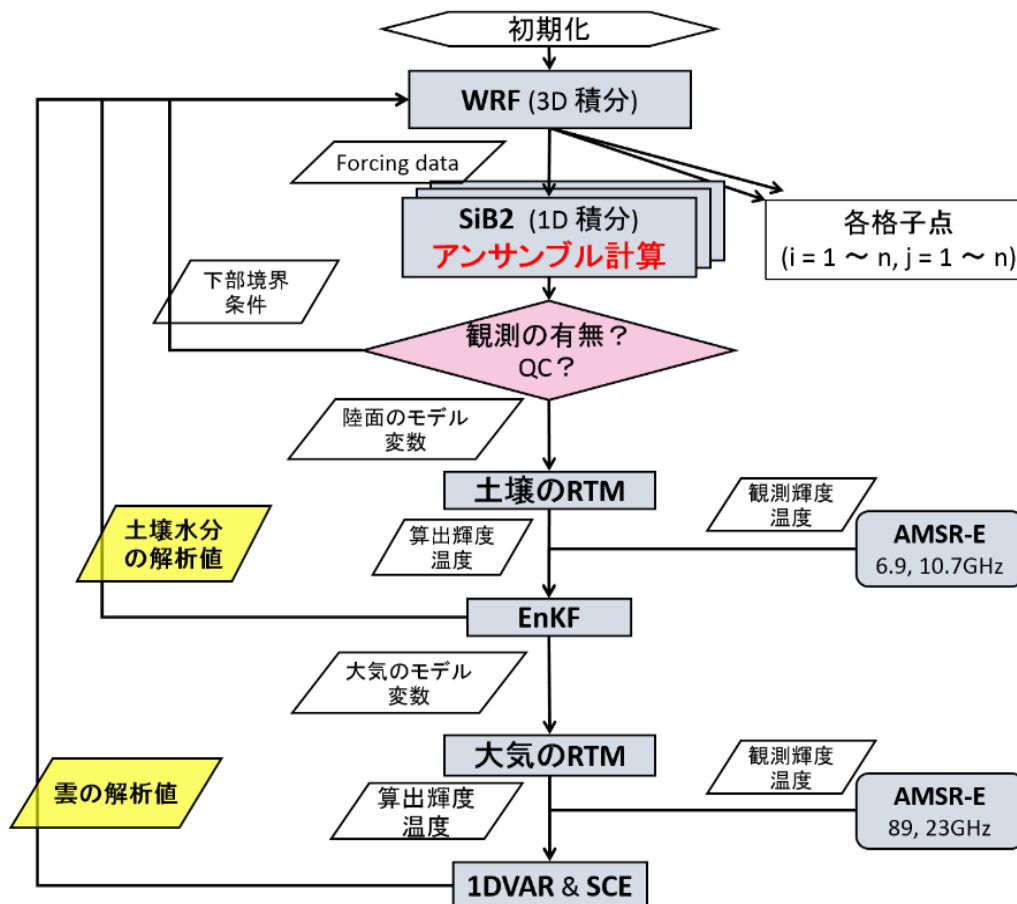 初期化
WRF (3D 積分)
Forcing data
SiB2 (1D 積分)
アンサンブル計算
各格子点
(i = 1 ～ n, j = 1 ～ n)
下部境界
条件
観測の有無？
QC？
陸面のモデル
変数
土壌のRTM
観測輝度
温度
土壌水分
の解析値
算出輝度
温度
AMSR-E
6.9, 10.7GHz
EnKF
大気のモデル
変数
大気のRTM
観測輝度
温度
雲の解析値
算出輝度
温度
AMSR-E
89, 23GHz
1DVAR & SCE